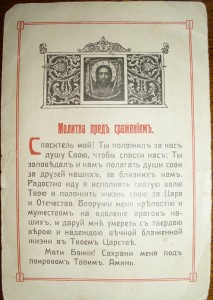 Молитва предъ сраженіемъ.
Спаситель мой! Ты положилъ за насъ
душу Свою, чтобы спасти насъ; Ты
заповѣдалъ и намъ полагать души свои
за друзей нашихъ, за близкихъ намъ.
Радостно иду я исполнять святую волю
Твою и положить жизнь свою за Царя
и Отечество. Вооружи меня крѣпостію и
мужествомъ на одолѣніе враговъ на-
шихъ, и даруй мнѣ умереть съ твердою
вѣрою и надеждою вѣчной блаженной
жизни въ Твоемъ Царствѣ.
Мати Божія! Сохрани меня подъ
покровомъ Твоимъ. Аминь.